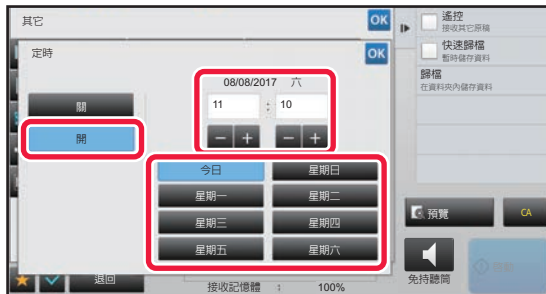 其它
OK
定時
OK
08/08/2017 六
11 : 10
關
開
今日
星期日
星期一
星期二
星期三
星期四
星期五
星期六
退回
接收記憶體 : 100%
遙控
接收其它原稿
快速歸檔
暫時儲存資料
歸檔
在資料夾內儲存資料
預覽
CA
免持聽筒